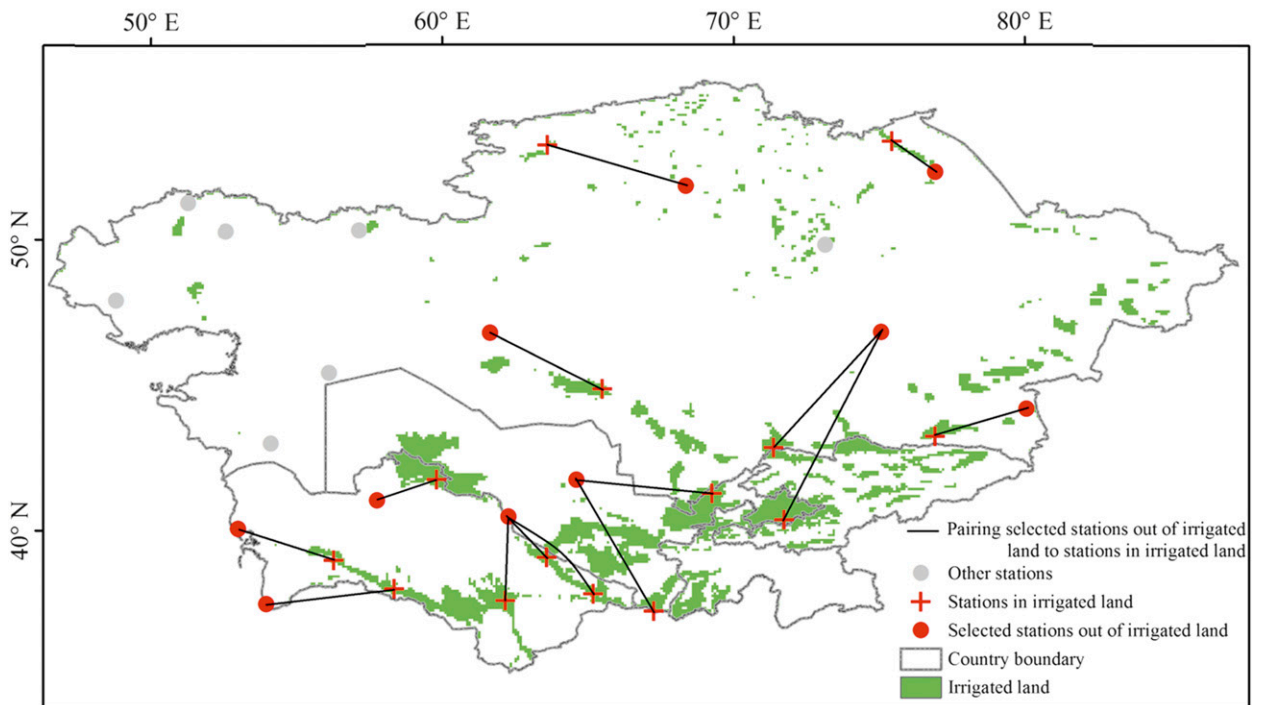 50° E
60° E
70° E
80° E
50° N
40° N
Pairing selected stations out of irrigated
land to stations in irrigated land
Other stations
Stations in irrigated land
Selected stations out of irrigated land
Country boundary
Irrigated land